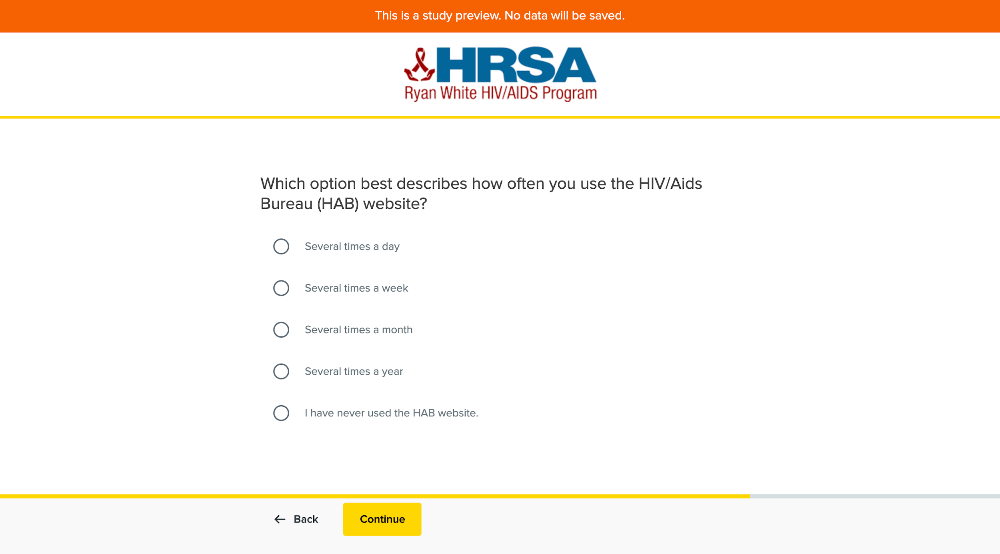 This is a study preview. No data will be saved.
HRSA
Ryan White HIV/AIDS Program
Which option best describes how often you use the HIV/Aids
Bureau (HAB) website?
Several times a day
Several times a week
Several times a month
Several times a year
I have never used the HAB website.
Back
Continue